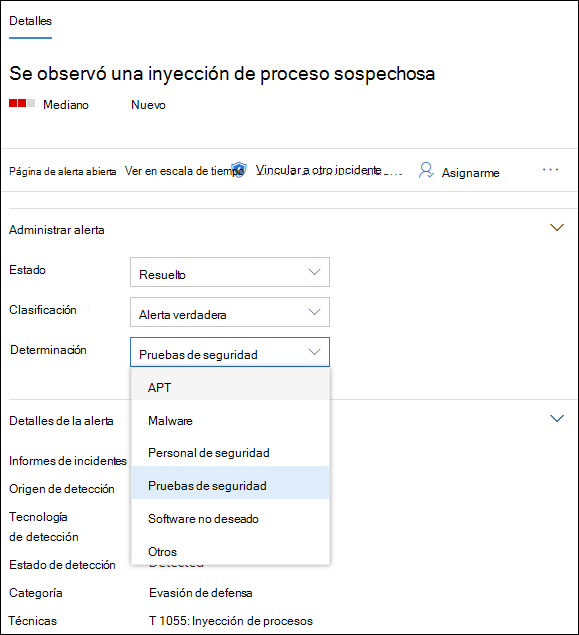 Detalles
Se observó una inyección de proceso sospechosa
Mediano Nuevo
Página de alerta abierta Ver en escala de tiempo Vincular a otro incidente Asignarme ...
Administrar alerta
Estado Resuelto
Clasificación Alerta verdadera
Determinación Pruebas de seguridad
APT
Malware
Personal de seguridad
Pruebas de seguridad
Software no deseado
Otros
Detalles de la alerta
Informes de incidentes
Origen de detección
Tecnología
de detección
Estado de detección Detected
Categoría Evasión de defensa
Técnicas T 1055: Inyección de procesos